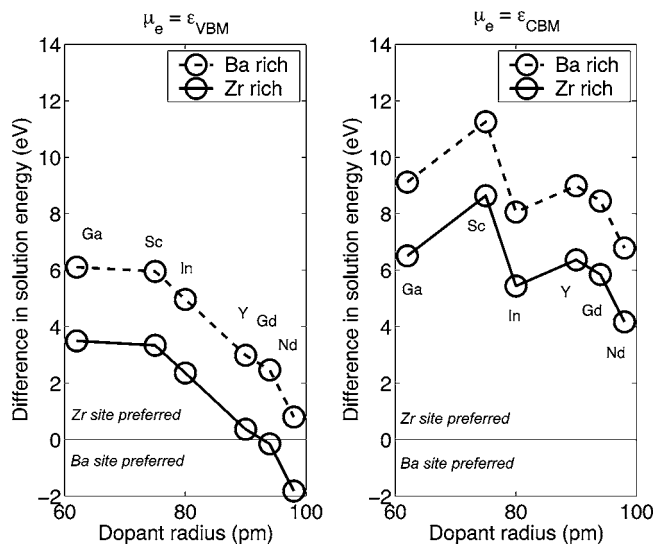 μe = εVBM
14
12
10
8
6
4
2
0
−2
Difference in solution energy (eV)
Ba rich
Zr rich
Ga
Sc
In
Y
Gd
Nd
Zr site preferred
Ba site preferred
60
80
100
Dopant radius (pm)
μe = εCBM
14
12
10
8
6
4
2
0
−2
Difference in solution energy (eV)
Ba rich
Zr rich
Sc
Ga
In
Y
Gd
Nd
Zr site preferred
Ba site preferred
60
80
100
Dopant radius (pm)